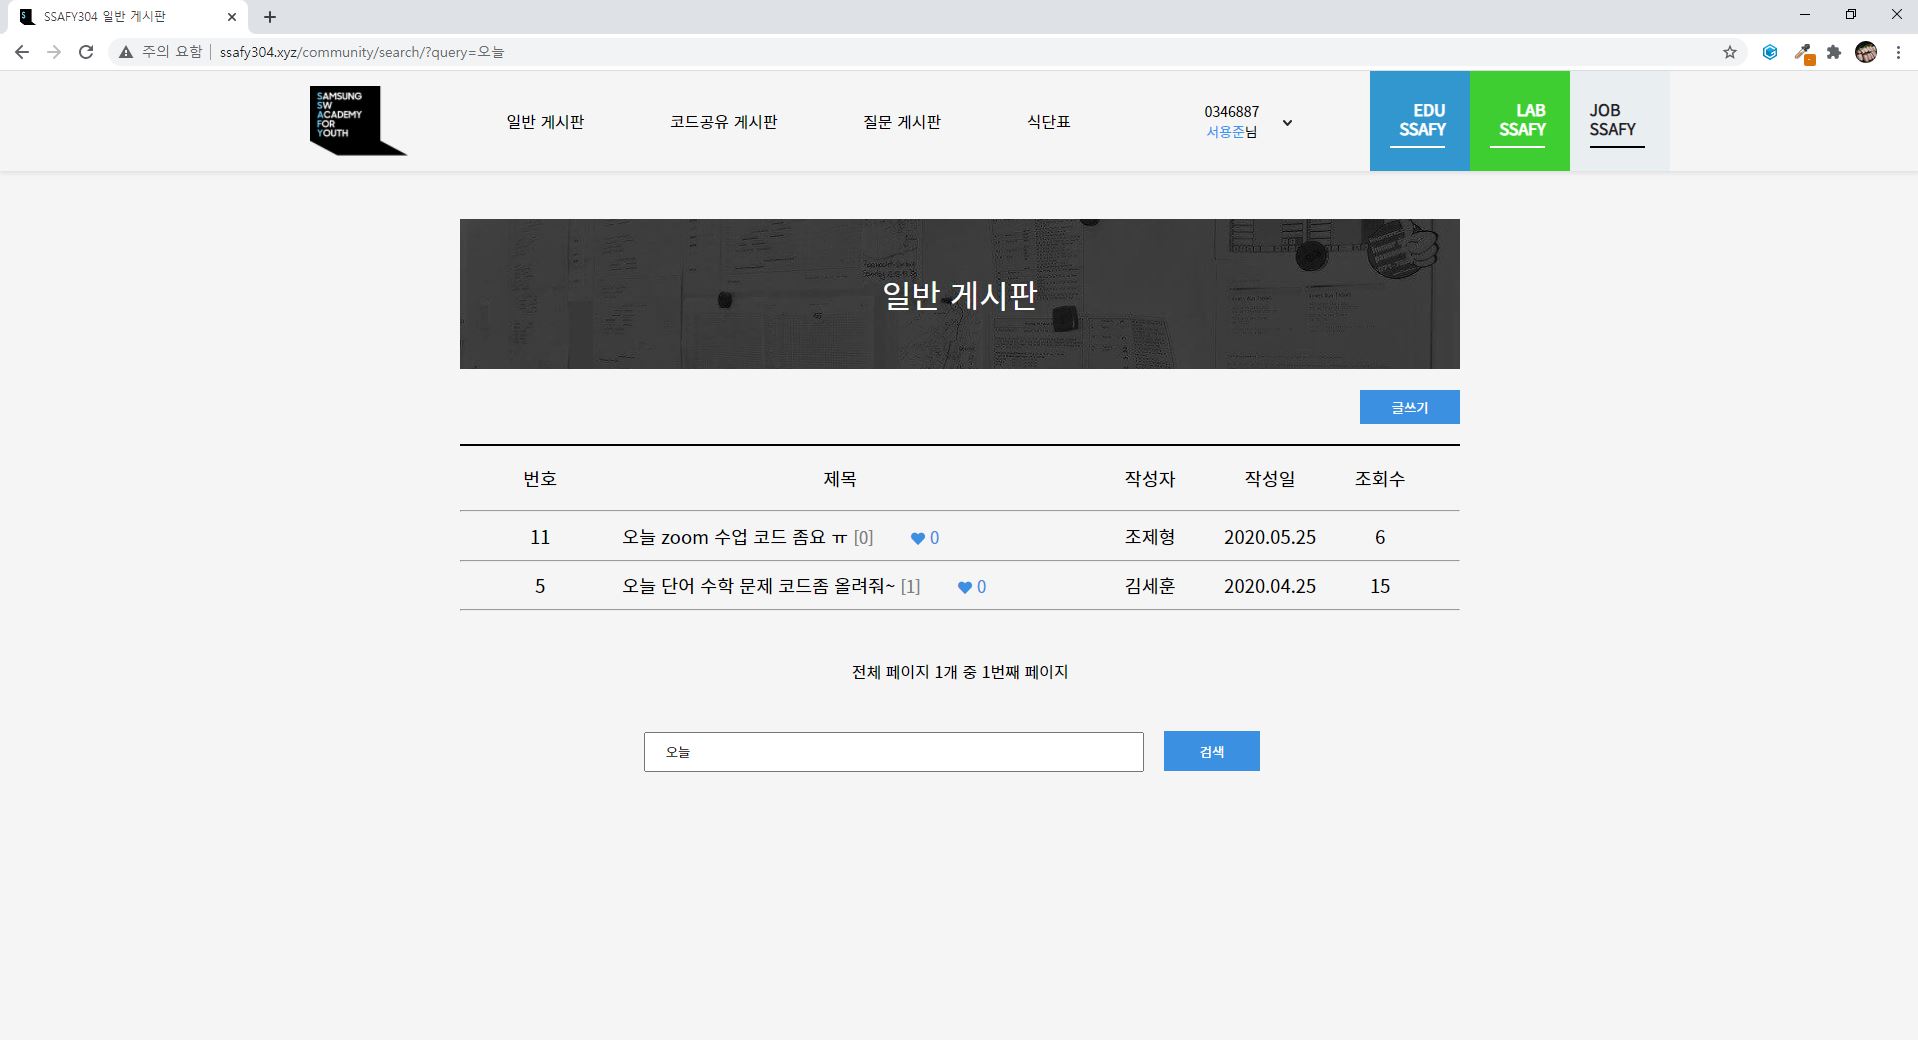 SSAFY304 일반 게시판
주의 요함 ssafy304.xyz/community/search/?query=오늘
SAMSUNG
SW
ACADEMY
FOR
YOUTH
일반 게시판 코드공유 게시판 질문 게시판 식단표
0346887
서용준님
EDU
SSAFY
LAB
SSAFY
JOB
SSAFY
일반 게시판
글쓰기
번호 제목 작성자 작성일 조회수
11 오늘 zoom 수업 코드 좀요 ㅠ [0] 0 조제형 2020.05.25 6
5 오늘 단어 수학 문제 코드좀 올려줘~ [1] 0 김세훈 2020.04.25 15
전체 페이지 1개 중 1번째 페이지
오늘 검색